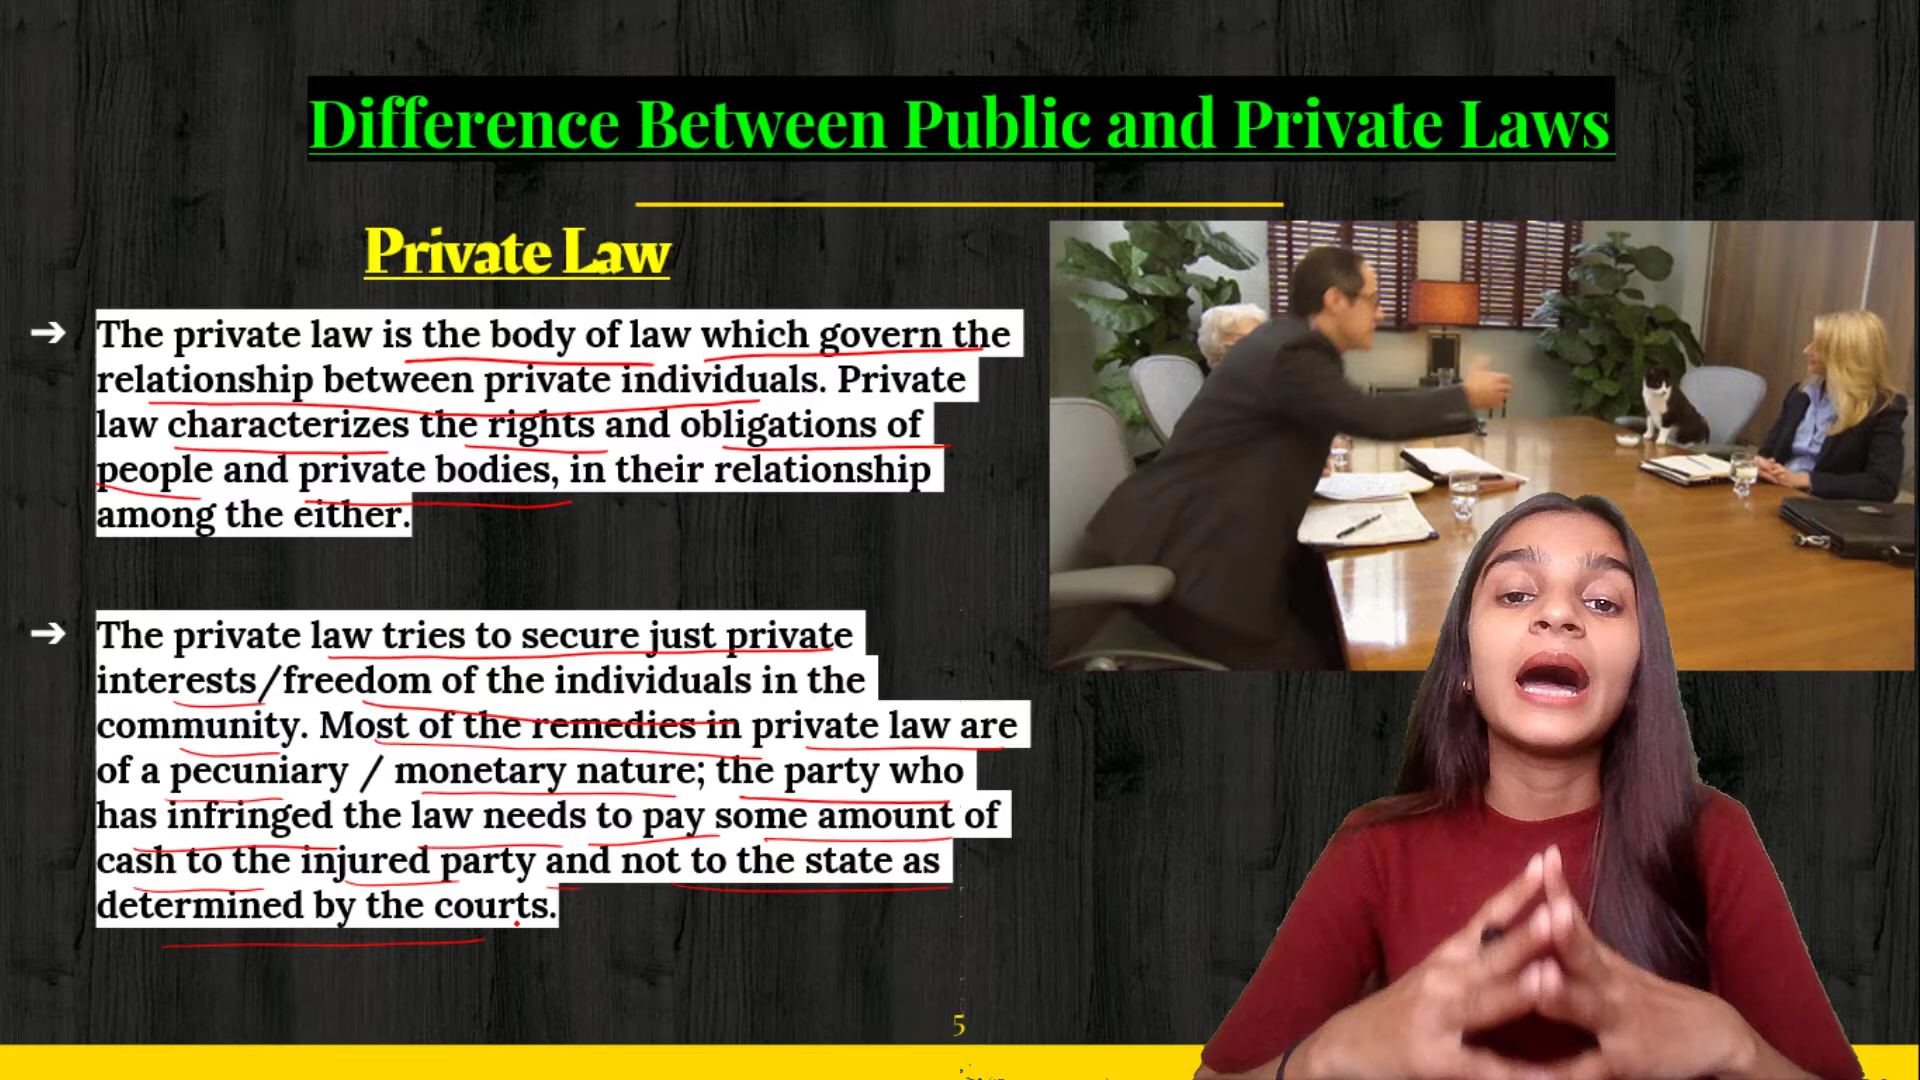 Difference Between Public and Private Laws
Private Law
➔ The private law is the body of law which govern the
relationship between private individuals. Private
law characterizes the rights and obligations of
people and private bodies, in their relationship
among the either.
➔ The private law tries to secure just private
interests/freedom of the individuals in the
community. Most of the remedies in private law are
of a pecuniary / monetary nature; the party who
has infringed the law needs to pay some amount of
cash to the injured party and not to the state as
determined by the courts.
5